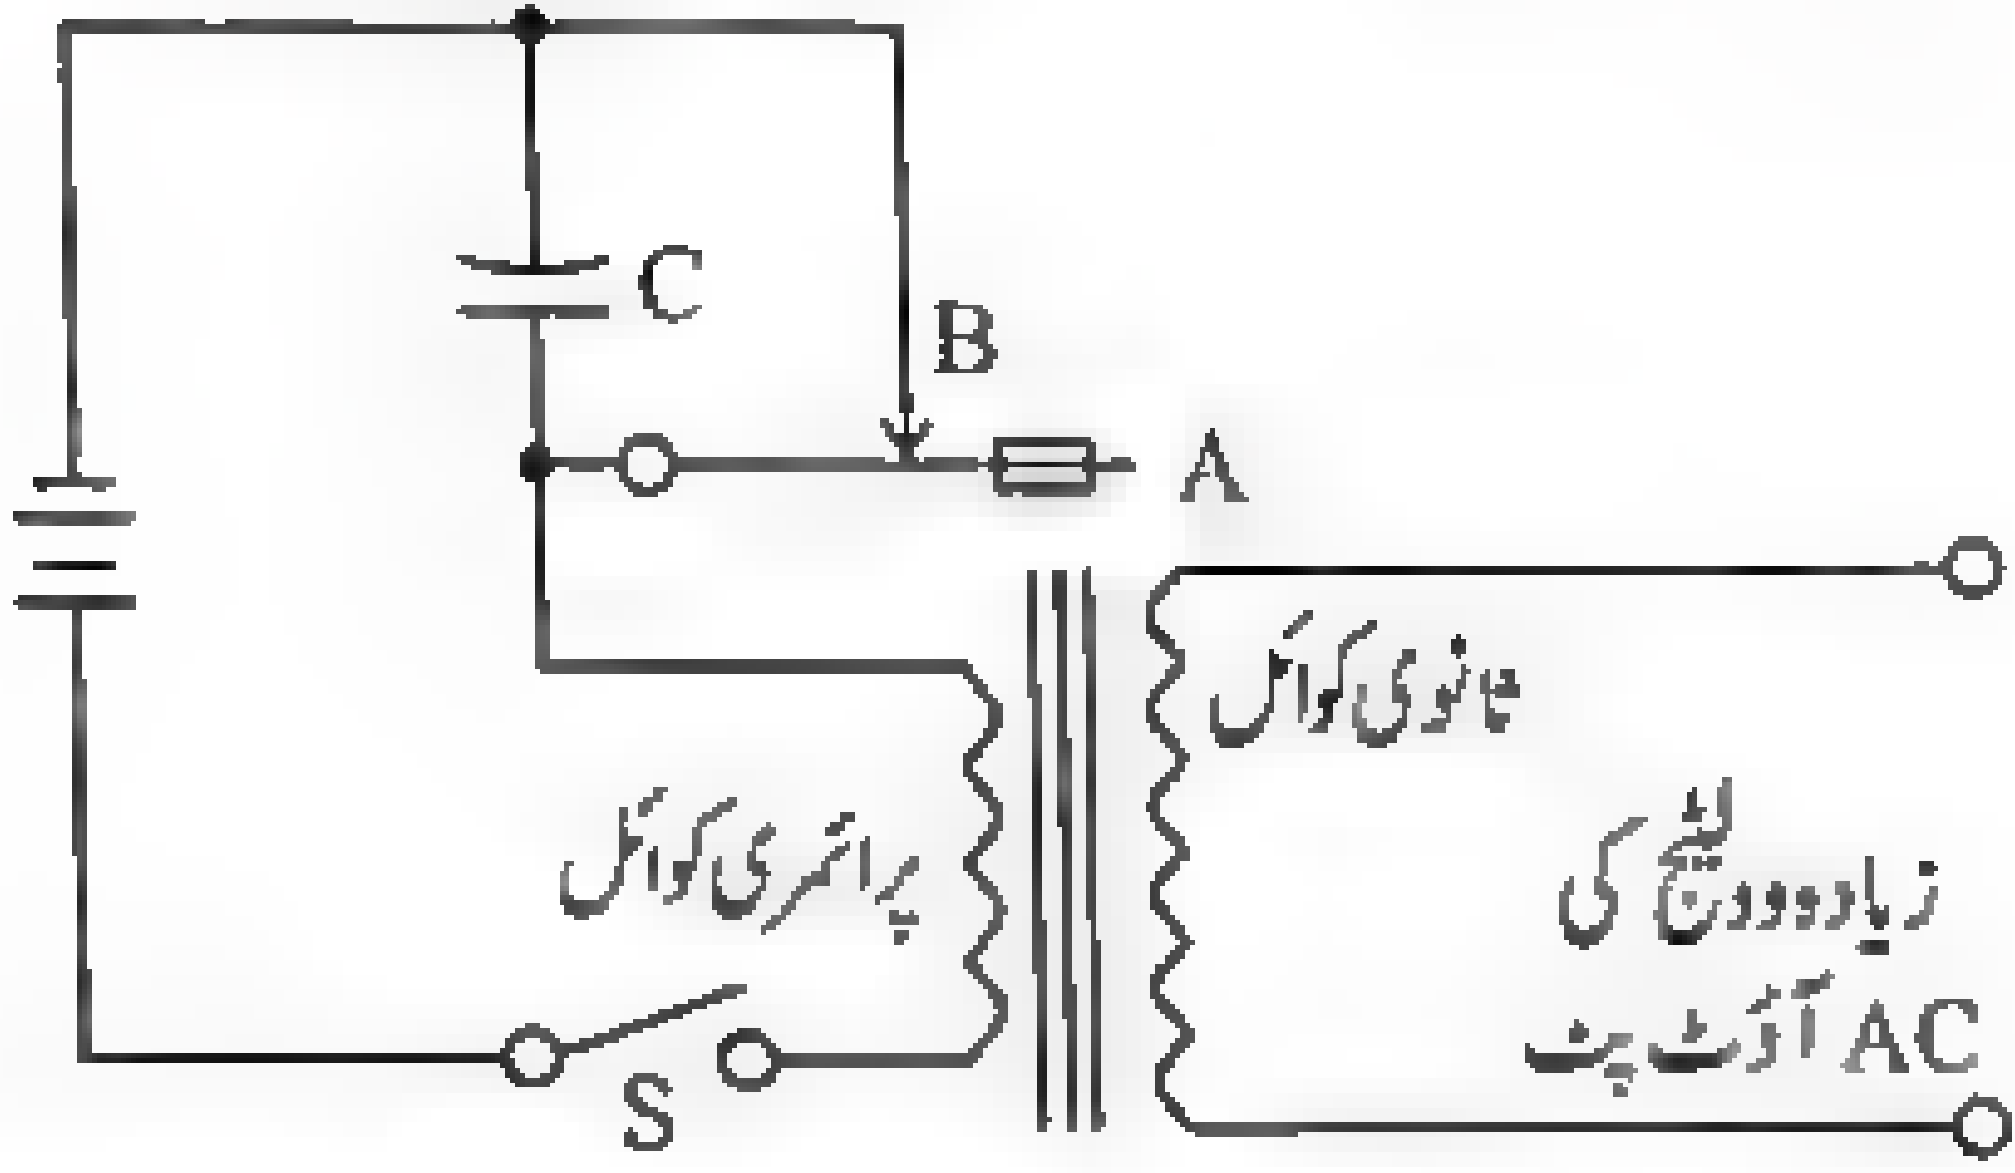 C
B
A
ثانوی کوائل
پرائمری کوائل
زیادہ وولٹیج کی
AC آؤٹ پٹ
S